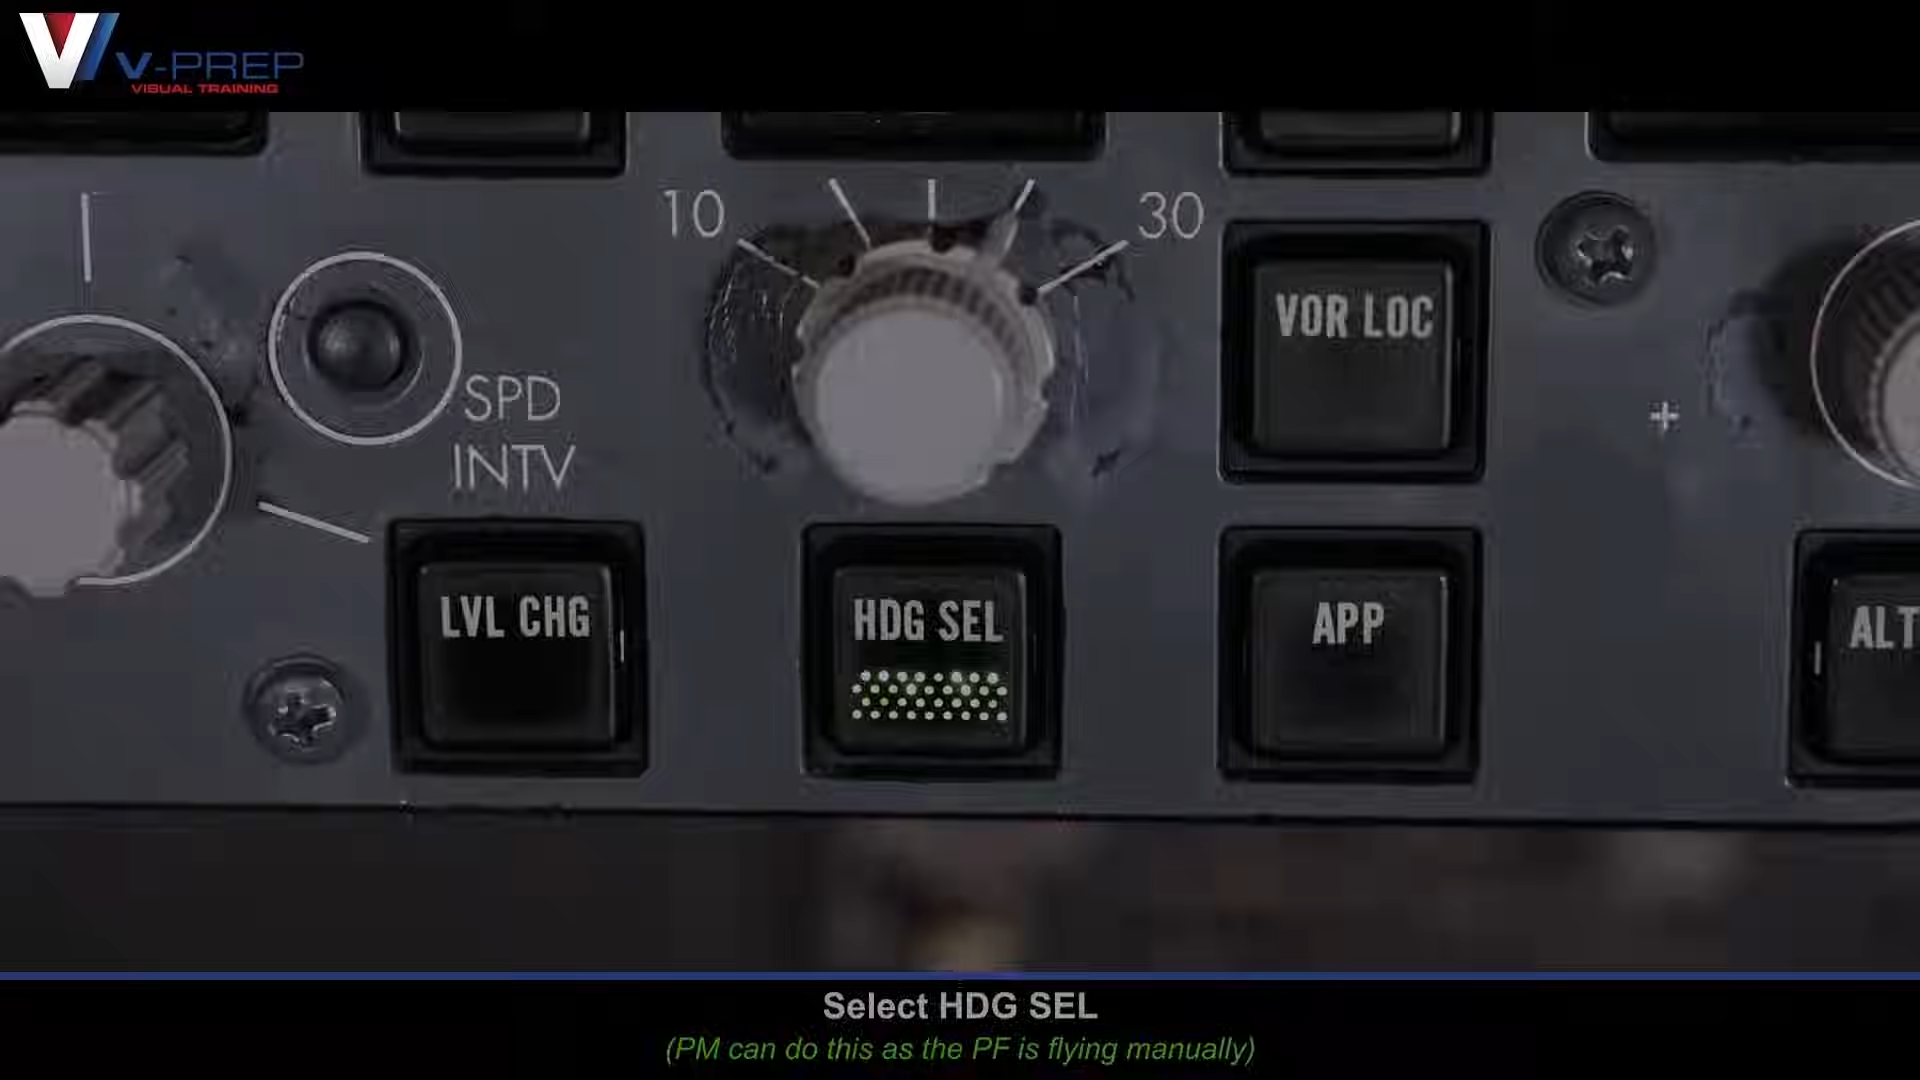 V-PREP
VISUAL TRAINING
10
30
VOR LOC
SPD
INTV
LVL CHG
HDG SEL
APP
ALT
Select HDG SEL
(PM can do this as the PF is flying manually)